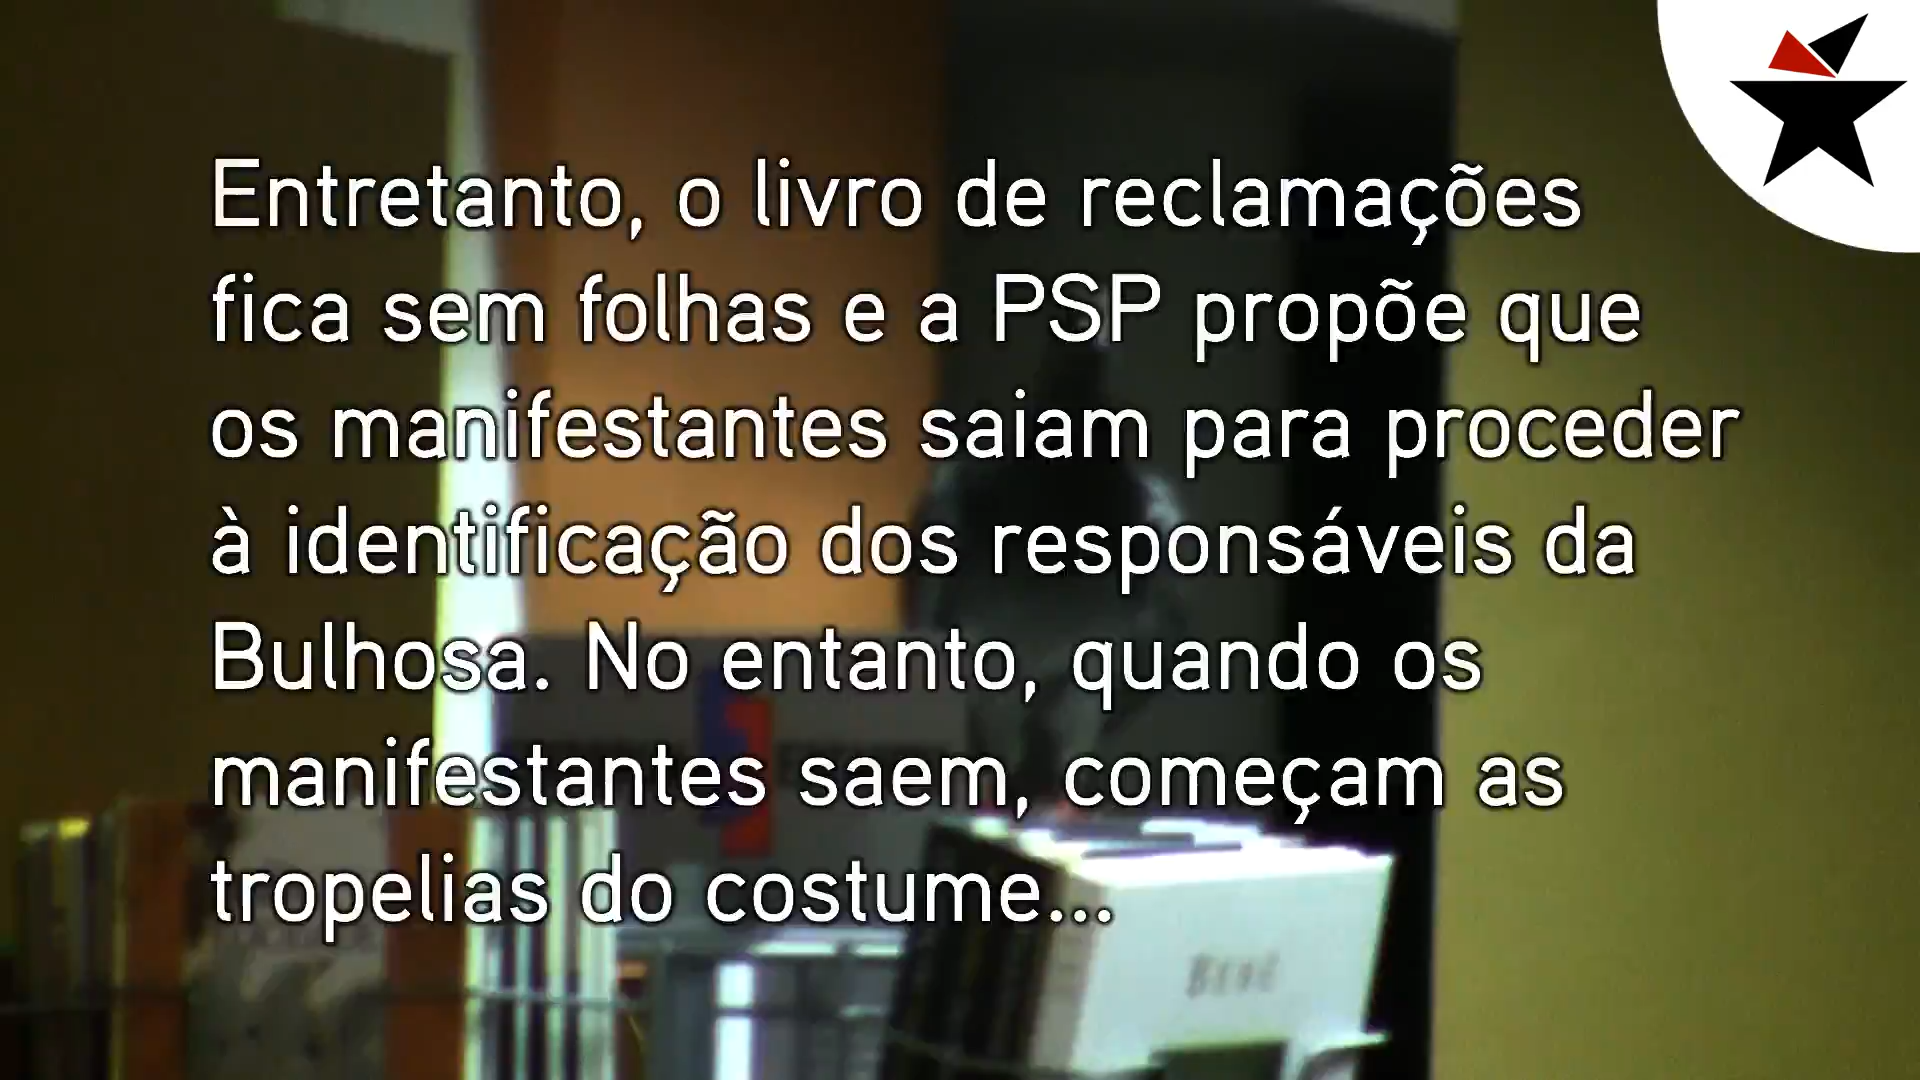 Entretanto, o livro de reclamações
fica sem folhas e a PSP propõe que
os manifestantes saiam para proceder
à identificação dos responsáveis da
Bulhosa. No entanto, quando os
manifestantes saem, começam as
tropelias do costume...